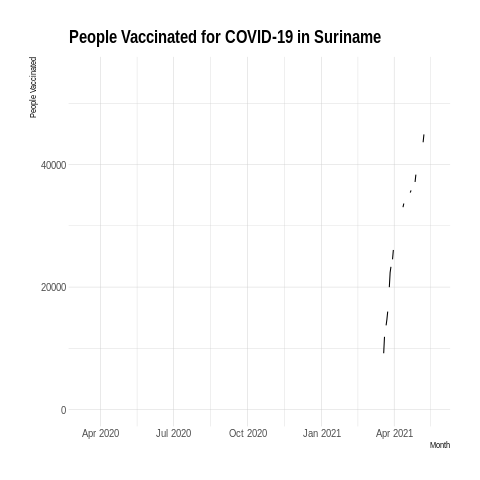 People Vaccinated for COVID-19 in Suriname
People Vaccinated
40000
20000
0
Apr 2020 Jul 2020 Oct 2020 Jan 2021 Apr 2021
Month